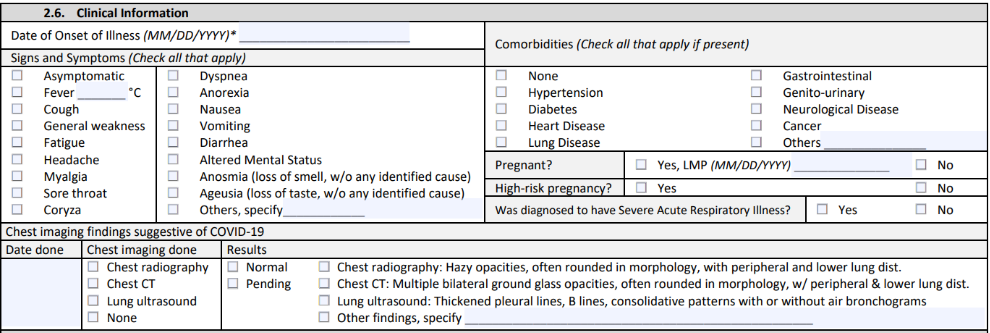 2.6. Clinical Information
Date of Onset of Illness (MM/DD/YYYY)*
Signs and Symptoms (Check all that apply)
Asymptomatic
Fever ______ °C
Cough
General weakness
Fatigue
Headache
Myalgia
Sore throat
Coryza
Dyspnea
Anorexia
Nausea
Vomiting
Diarrhea
Altered Mental Status
Anosmia (loss of smell, w/o any identified cause)
Ageusia (loss of taste, w/o any identified cause)
Others, specify
Comorbidities (Check all that apply if present)
None
Hypertension
Diabetes
Heart Disease
Lung Disease
Gastrointestinal
Genito-urinary
Neurological Disease
Cancer
Others
Pregnant? Yes, LMP (MM/DD/YYYY) No
High-risk pregnancy? Yes No
Was diagnosed to have Severe Acute Respiratory Illness? Yes No
Chest imaging findings suggestive of COVID-19
Date done
Chest imaging done
Chest radiography
Chest CT
Lung ultrasound
None
Results
Normal
Pending
Chest radiography: Hazy opacities, often rounded in morphology, with peripheral and lower lung dist.
Chest CT: Multiple bilateral ground glass opacities, often rounded in morphology, w/ peripheral & lower lung dist.
Lung ultrasound: Thickened pleural lines, B lines, consolidative patterns with or without air bronchograms
Other findings, specify